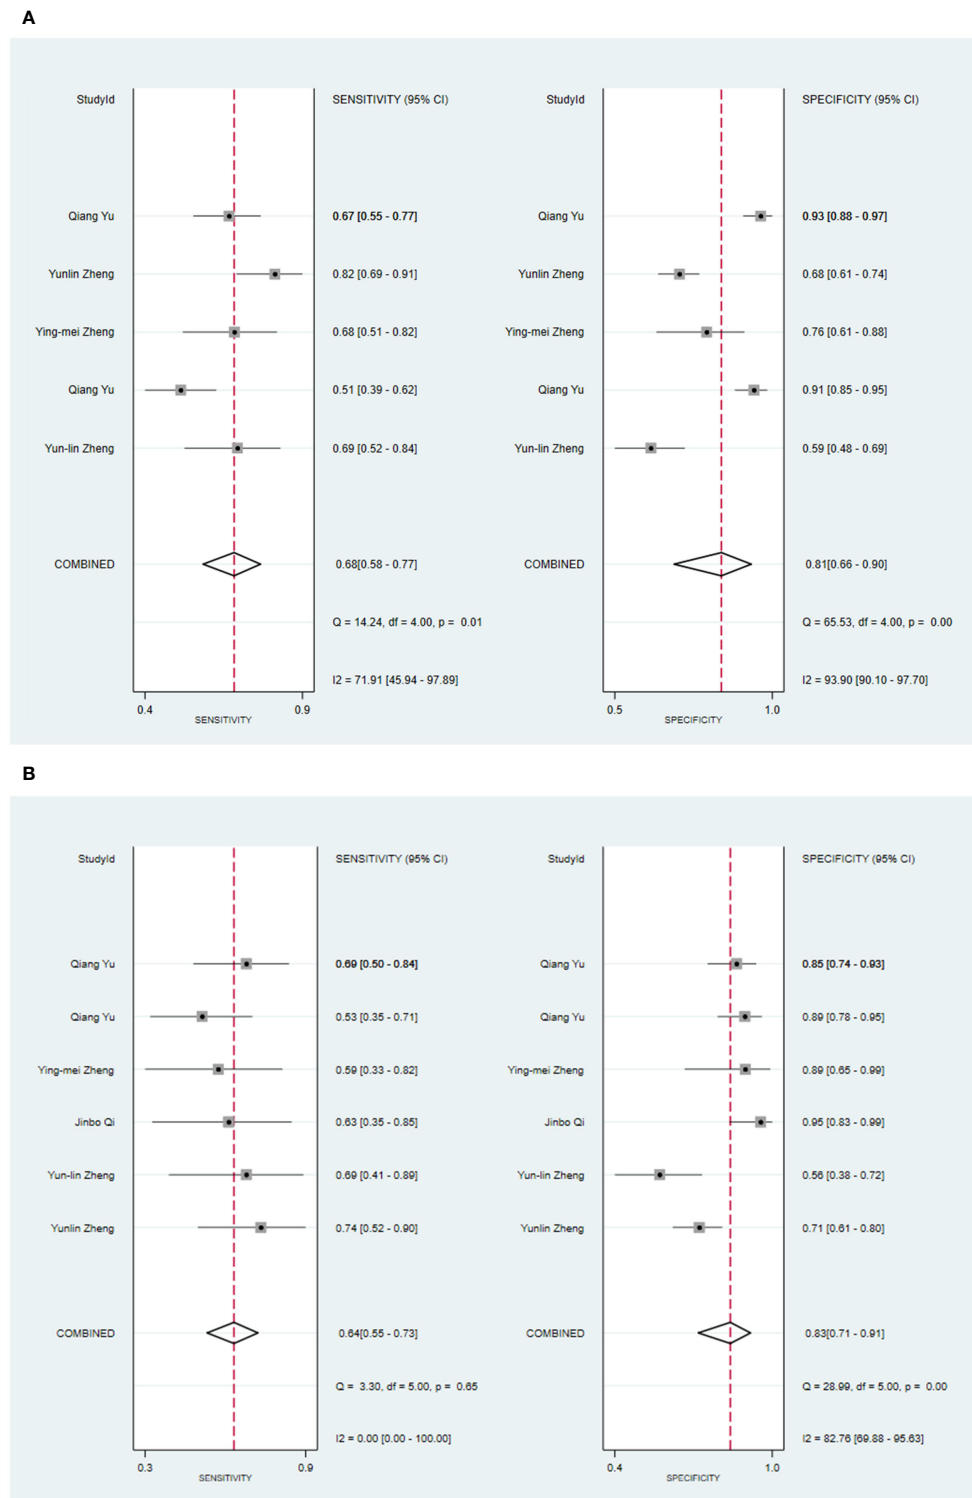 A
StudyId SENSITIVITY (95% CI) StudyId SPECIFICITY (95% CI)
Qiang Yu 0.67 [0.55 - 0.77] Qiang Yu 0.93 [0.88 - 0.97]
Yunlin Zheng 0.82 [0.69 - 0.91] Yunlin Zheng 0.68 [0.61 - 0.74]
Ying-mei Zheng 0.68 [0.51 - 0.82] Ying-mei Zheng 0.76 [0.61 - 0.88]
Qiang Yu 0.51 [0.39 - 0.62] Qiang Yu 0.91 [0.85 - 0.95]
Yun-lin Zheng 0.69 [0.52 - 0.84] Yun-lin Zheng 0.59 [0.48 - 0.69]
COMBINED 0.68[0.58 - 0.77] COMBINED 0.81[0.66 - 0.90]
Q = 14.24, df = 4.00, p = 0.01 Q = 65.53, df = 4.00, p = 0.00
I2 = 71.91 [45.94 - 97.89] I2 = 93.90 [90.10 - 97.70]
0.4 0.9 0.5 1.0
SENSITIVITY SPECIFICITY
B
StudyId SENSITIVITY (95% CI) StudyId SPECIFICITY (95% CI)
Qiang Yu 0.69 [0.50 - 0.84] Qiang Yu 0.85 [0.74 - 0.93]
Qiang Yu 0.53 [0.35 - 0.71] Qiang Yu 0.89 [0.78 - 0.95]
Ying-mei Zheng 0.59 [0.33 - 0.82] Ying-mei Zheng 0.89 [0.65 - 0.99]
Jinbo Qi 0.63 [0.35 - 0.85] Jinbo Qi 0.95 [0.83 - 0.99]
Yun-lin Zheng 0.69 [0.41 - 0.89] Yun-lin Zheng 0.56 [0.38 - 0.72]
Yunlin Zheng 0.74 [0.52 - 0.90] Yunlin Zheng 0.71 [0.61 - 0.80]
COMBINED 0.64[0.55 - 0.73] COMBINED 0.83[0.71 - 0.91]
Q = 3.30, df = 5.00, p = 0.65 Q = 28.99, df = 5.00, p = 0.00
I2 = 0.00 [0.00 - 100.00] I2 = 82.76 [69.88 - 95.63]
0.3 0.9 0.4 1.0
SENSITIVITY SPECIFICITY